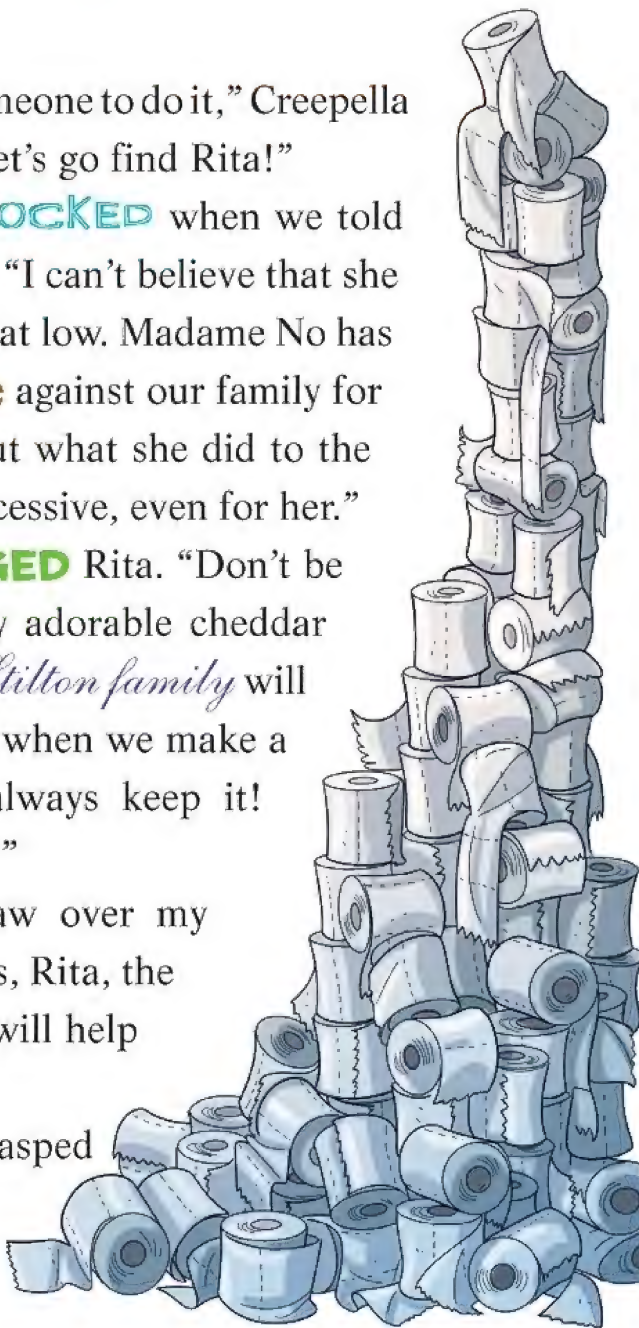 meone to do it,” Creepella
et’s go find Rita!”
OCKED when we told
“I can’t believe that she
at low. Madame No has
e against our family for
ut what she did to the
cessive, even for her.”
GED Rita. “Don’t be
y adorable cheddar
Stilton family will
when we make a
always keep it!
”
aw over my
s, Rita, the
will help
asped